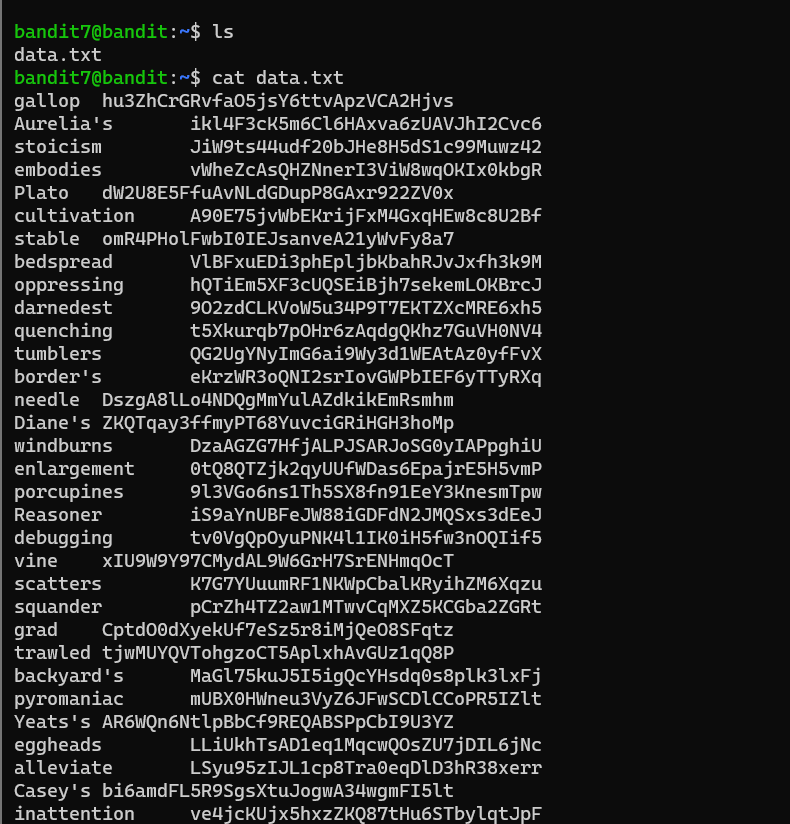 bandit7@bandit:~$ ls
data.txt
bandit7@bandit:~$ cat data.txt
gallop  hu3ZhCrGRvfaO5jsY6ttvApzVCA2Hjvs
Aurelia's       ikl4F3cK5m6Cl6HAxva6zUAVJhI2Cvc6
stoicism        JiW9ts44udf20bJHe8H5dS1c99Muwz42
embodies        vWheZcAsQHZNnerI3ViW8wqOKIx0kbgR
Plato   dW2U8E5FfuAvNLdGDupP8GAxr922ZV0x
cultivation     A90E75jvWbEKrijFxM4GxqHEw8c8U2Bf
stable  omR4PHolFwbI0IEJsanveA21yWvFy8a7
bedspread       VlBFxuEDi3phEpljbKbahRJvJxfh3k9M
oppressing      hQTiEm5XF3cUQSEiBjh7sekemLOKBrcJ
darnedest       9O2zdCLKVoW5u34P9T7EKTZXcMRE6xh5
quenching       t5Xkurqb7pOHr6zAqdgQKhz7GuVH0NV4
tumblers        QG2UgYNyImG6ai9Wy3d1WEAtAz0yfFvX
border's        eKrzWR3oQNI2srIovGWPbIEF6yTTyRXq
needle  DszgA8lLo4NDQgMmYulAZdkikEmRsmhm
Diane's ZKQTqay3ffmyPT68YuvciGRiHGH3hoMp
windburns       DzaAGZG7HfjALPJSARJoSG0yIAPpghiU
enlargement     0tQ8QTZjk2qyUUfWDas6EpajrE5H5vmP
porcupines      9l3VGo6ns1Th5SX8fn91EeY3KnesmTpw
Reasoner        iS9aYnUBFeJW88iGDFdN2JMQSxs3dEeJ
debugging       tv0VgQpOyuPNK4l1IK0iH5fw3nOQIif5
vine    xIU9W9Y97CMydAL9W6GrH7SrENHmqOcT
scatters        K7G7YUuumRF1NKWpCbalKRyihZM6Xqzu
squander        pCrZh4TZ2aw1MTwvCqMXZ5KCGba2ZGRt
grad    CptdO0dXyekUf7eSz5r8iMjQeO8SFqtz
trawled tjwMUYQVTohgzoCT5AplxhAvGUz1qQ8P
backyard's      MaGl75kuJ5I5igQcYHsdq0s8plk3lxFj
pyromaniac      mUBX0HWneu3VyZ6JFwSCDlCCoPR5IZlt
Yeats's AR6WQn6NtlpBbCf9REQABSPpCbI9U3YZ
eggheads        LLiUkhTsAD1eq1MqcwQOsZU7jDIL6jNc
alleviate       LSyu95zIJL1cp8Tra0eqDlD3hR38xerr
Casey's bi6amdFL5R9SgsXtuJogwA34wgmFI5lt
inattention     ve4jcKUjx5hxzZKQ87tHu6STbylqtJpF